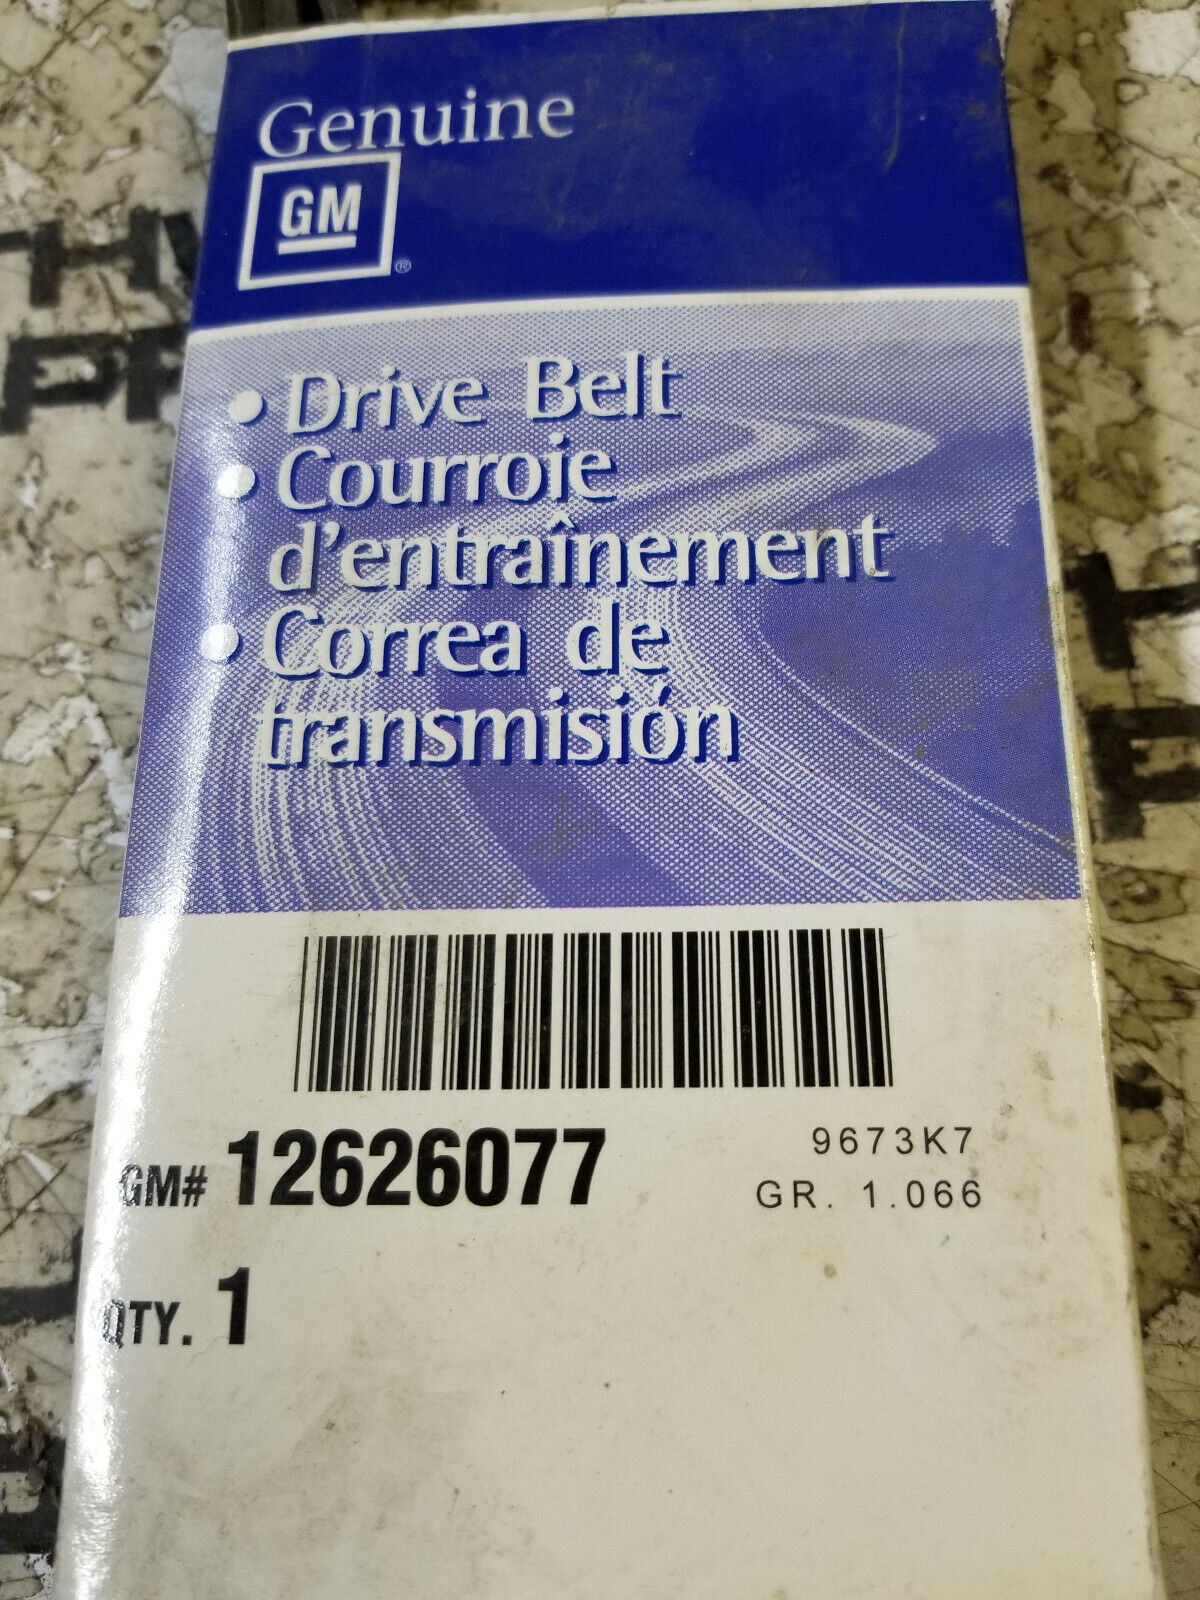 Genuine
GM
®
• Drive Belt
• Courroie
d'entraînement
• Correa de
transmisión
GM# 12626077
9673K7
GR. 1.066
QTY. 1